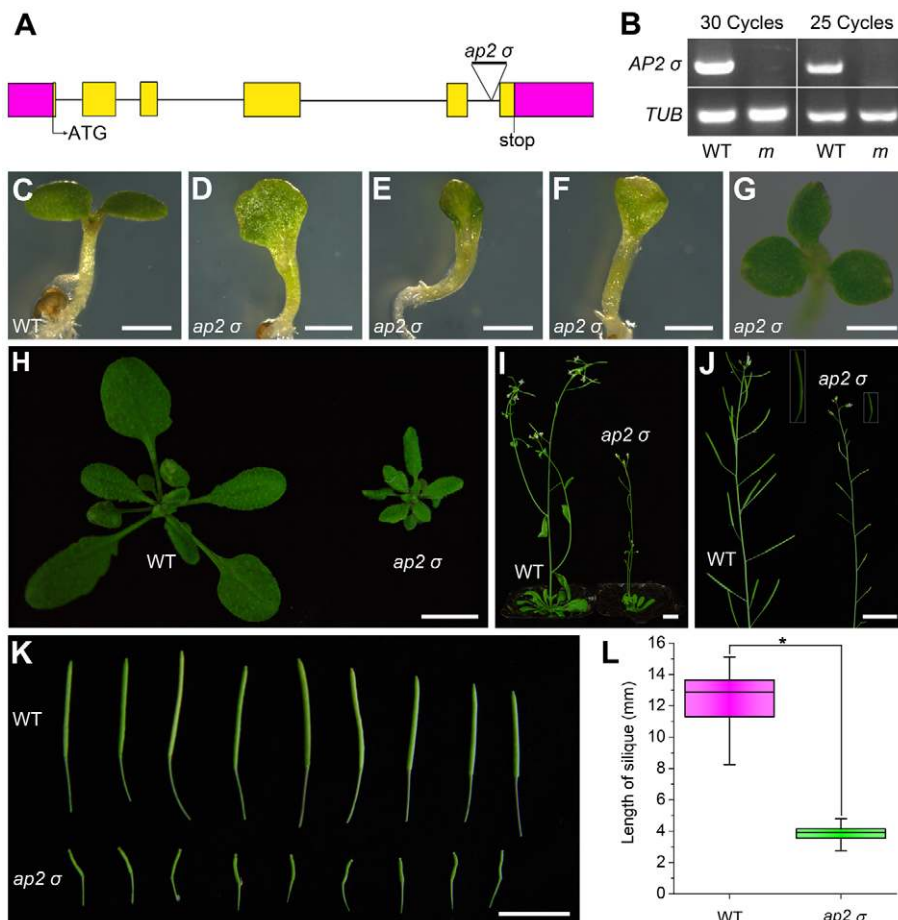 A
ap2 σ
ATG
stop
B
30 Cycles 25 Cycles
AP2 σ
TUB
WT m WT m
C
WT
D
ap2 σ
E
ap2 σ
F
ap2 σ
G
ap2 σ
H
WT
ap2 σ
I
WT
ap2 σ
J
WT
ap2 σ
K
WT
ap2 σ
L
Length of silique (mm)
16
14
12
10
8
6
4
2
0
*
WT ap2 σ